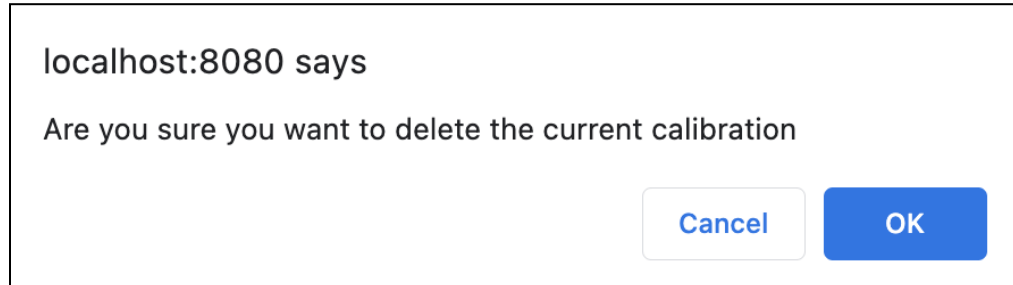 localhost:8080 says
Are you sure you want to delete the current calibration
Cancel OK